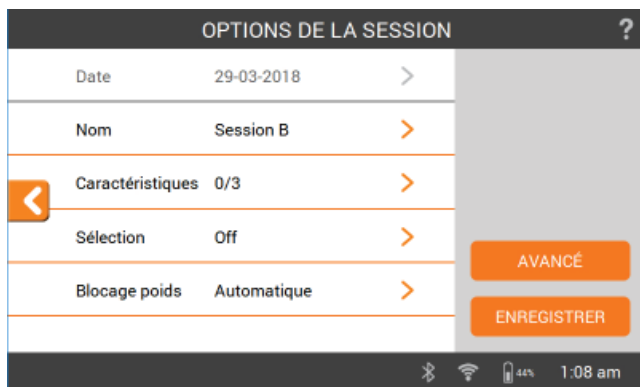 OPTIONS DE LA SESSION ?
Date 29-03-2018
Nom Session B
Caractéristiques 0/3
Sélection Off
Blocage poids Automatique
AVANCÉ
ENREGISTRER
44% 1:08 am